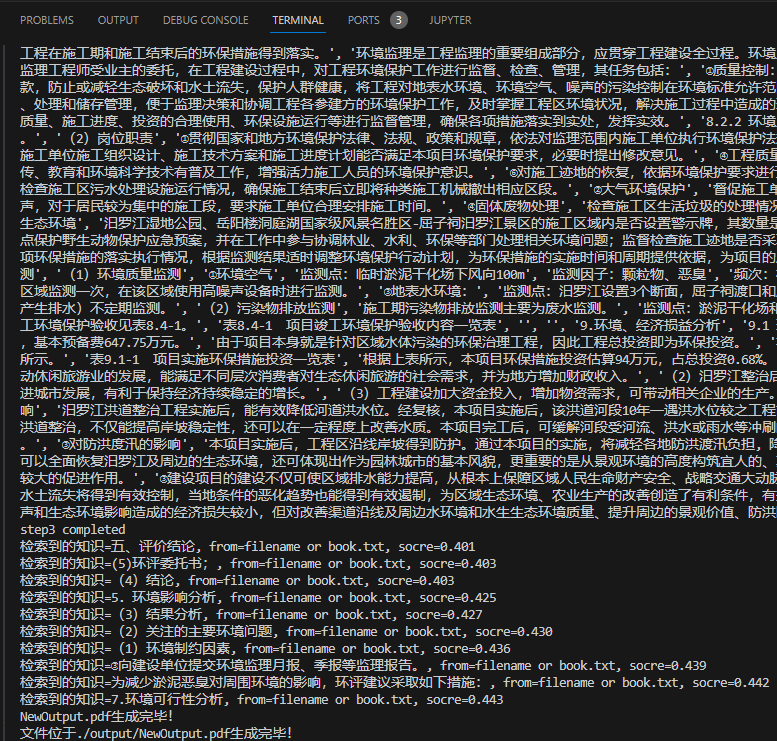 PROBLEMS OUTPUT DEBUG CONSOLE TERMINAL PORTS 3 JUPYTER
工程在施工期和施工结束后的环保措施得到落实。', '环境监理是工程监理的重要组成部分，应贯穿工程建设全过程。环境
监理工程师受业主的委托，在工程建设过程中，对工程环境保护工作进行监督、检查、管理，其任务包括：', '①质量控制：
款，防止或减轻生态破坏和水土流失，保护人群健康，将工程对地表水环境、环境空气、噪声的污染控制在环境标准允许范
、处理和储存管理，便于监理决策和协调工程各参建方的环境保护工作，及时掌握工程区环境状况，解决施工过程中造成的
质量、施工进度、投资的合理使用、环保设施运行等进行监督管理，确保各项措施落实到实处，发挥实效。', '8.2.2 环境
。', '（2）岗位职责', '①贯彻国家和地方环境保护法律、法规、政策和规章，依法对监理范围内施工单位执行环境保护法
施工单位施工组织设计、施工技术方案和施工进度计划能否满足本项目环境保护要求，必要时提出修改意见。', '④工程质量
传、教育和环境科学技术有普及工作，增强活力施工人员的环境保护意识。', '⑥对施工迹地的恢复，依据环境保护要求进行
检查施工区污水处理设施运行情况，确保施工结束后立即将种类施工机械撤出相应区段。', '②大气环境保护', '督促施工单
声，对于居民较为集中的施工段，要求施工单位合理安排施工时间。', '④固体废物处理', '检查施工区生活垃圾的处理情况
生态环境', '汨罗江湿地公园、岳阳楼洞庭湖国家级风景名胜区-屈子祠汨罗江景区的施工区域内是否设置警示牌，其数量是
点保护野生动物保护应急预案，并在工作中参与协调林业、水利、环保等部门处理相关环境问题；监督检查施工迹地是否采
项环保措施的落实执行情况，根据监测结果适时调整环境保护行动计划，为环保措施的实施时间和周期提供依据，为项目的
测', '（1）环境质量监测', '①环境空气', '监测点：临时淤泥干化场下风向100m', '监测因子：颗粒物、恶臭', '频次：
区域监测一次，在该区域使用高噪声设备时进行监测。', '③地表水环境：', '监测点：汨罗江设置3个断面，屈子祠渡口和
产生排水）不定期监测。', '（2）污染物排放监测', '施工期污染物排放监测主要为废水监测。', '监测点：淤泥干化场和
工环境保护验收见表8.4-1。', '表8.4-1 项目竣工环境保护验收内容一览表', '', '', '9.环境、经济损益分析', '9.1
，基本预备费647.75万元。', '由于项目本身就是针对区域水体污染的环保治理工程，因此工程总投资即为环保投资。', '
所示。', '表9.1-1 项目实施环保措施投资一览表', '根据上表所示，本项目环保措施投资估算94万元，占总投资0.68%。
动休闲旅游业的发展，能满足不同层次消费者对生态休闲旅游的社会需求，并为地方增加财政收入。', '（2）汨罗江整治后
进城市发展，有利于保持经济持续稳定的增长。', '（3）工程建设加大资金投入，增加物资需求，可带动相关企业的生产。
响', '汨罗江洪道整治工程实施后，能有效降低河道洪水位。经复核，本项目实施后，该洪道河段10年一遇洪水位较之工程
洪道整治，不仅能提高岸坡稳定性，还可以在一定程度上改善水质。本项目完工后，可缓解河段受河流、洪水或雨水等冲刷
。', '③对防洪度汛的影响', '本项目实施后，工程区沿线岸坡得到防护。通过本项目的实施，将减轻各地防洪渡汛负担，降
可以全面恢复汨罗江及周边的生态环境，还可体现出作为园林城市的基本风貌，更重要的是从景观环境的高度构筑宜人的、
较大的促进作用。', '③建设项目的建设不仅可使区域排水能力提高，从根本上保障区域人民生命财产安全、战略交通大动脉
水土流失将得到有效控制，当地条件的恶化趋势也能得到有效遏制，为区域生态环境、农业生产的改善创造了有利条件，有
声和生态环境影响造成的经济损失较小，但对改善渠道沿线及周边水环境和水生生态环境质量、提升周边的景观价值、防洪
step3 completed
检索到的知识=五、评价结论, from=filename or book.txt, socre=0.401
检索到的知识=(5)环评委托书；, from=filename or book.txt, socre=0.403
检索到的知识=（4）结论, from=filename or book.txt, socre=0.403
检索到的知识=5. 环境影响分析, from=filename or book.txt, socre=0.425
检索到的知识=（3）结果分析, from=filename or book.txt, socre=0.427
检索到的知识=（2）关注的主要环境问题, from=filename or book.txt, socre=0.430
检索到的知识=（1）环境制约因素, from=filename or book.txt, socre=0.436
检索到的知识=③向建设单位提交环境监理月报、季报等监理报告。, from=filename or book.txt, socre=0.439
检索到的知识=为减少淤泥恶臭对周围环境的影响，环评建议采取如下措施：, from=filename or book.txt, socre=0.442
检索到的知识=7.环境可行性分析, from=filename or book.txt, socre=0.443
NewOutput.pdf生成完毕!
文件位于./output/NewOutput.pdf生成完毕!